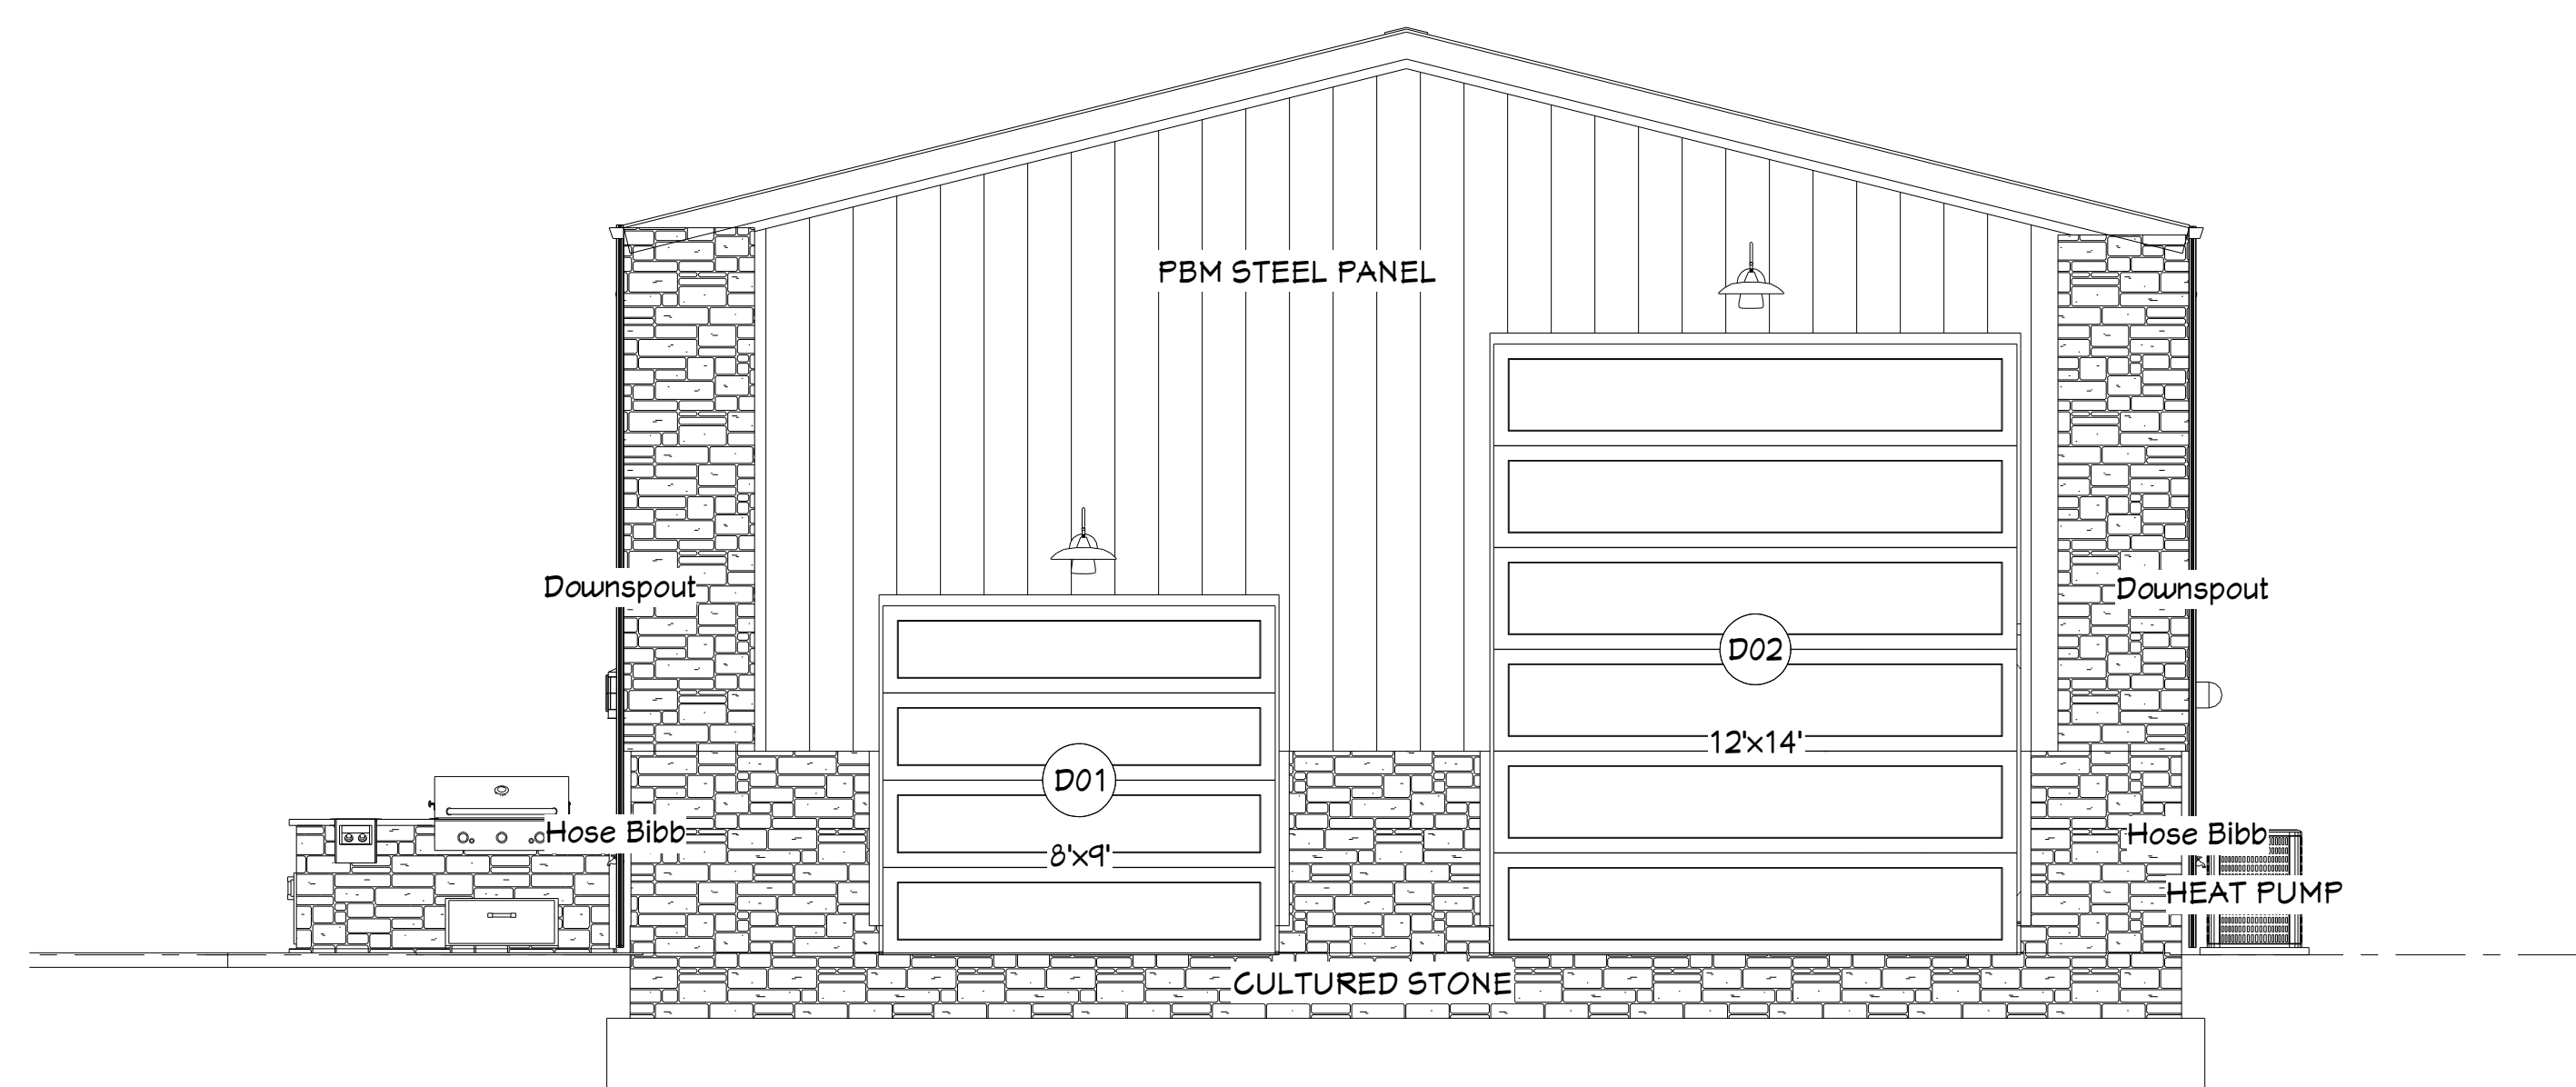 PBM STEEL PANEL
Downspout
Downspout
D02
12'x14'
D01
Hose Bibb
Hose Bibb
8'x9'
HEAT PUMP
CULTURED STONE